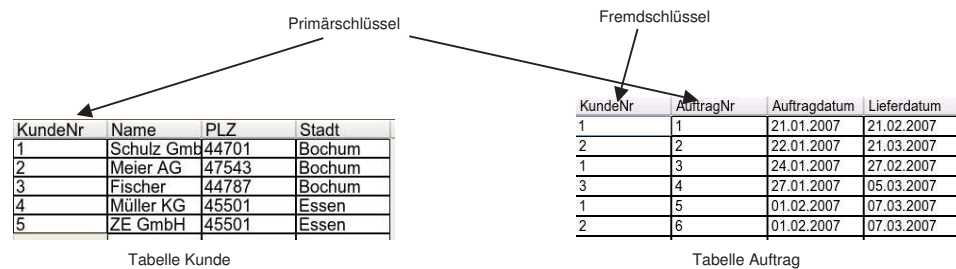 Primärschlüssel
Fremdschlüssel
KundeNr Name PLZ Stadt
1 Schulz Gmb 44701 Bochum
2 Meier AG 47543 Bochum
3 Fischer 44787 Bochum
4 Müller KG 45501 Essen
5 ZE GmbH 45501 Essen
Tabelle Kunde
KundeNr AuftragNr Auftragdatum Lieferdatum
1 1 21.01.2007 21.02.2007
2 2 22.01.2007 21.03.2007
1 3 24.01.2007 27.02.2007
3 4 27.01.2007 05.03.2007
1 5 01.02.2007 07.03.2007
2 6 01.02.2007 07.03.2007
Tabelle Auftrag